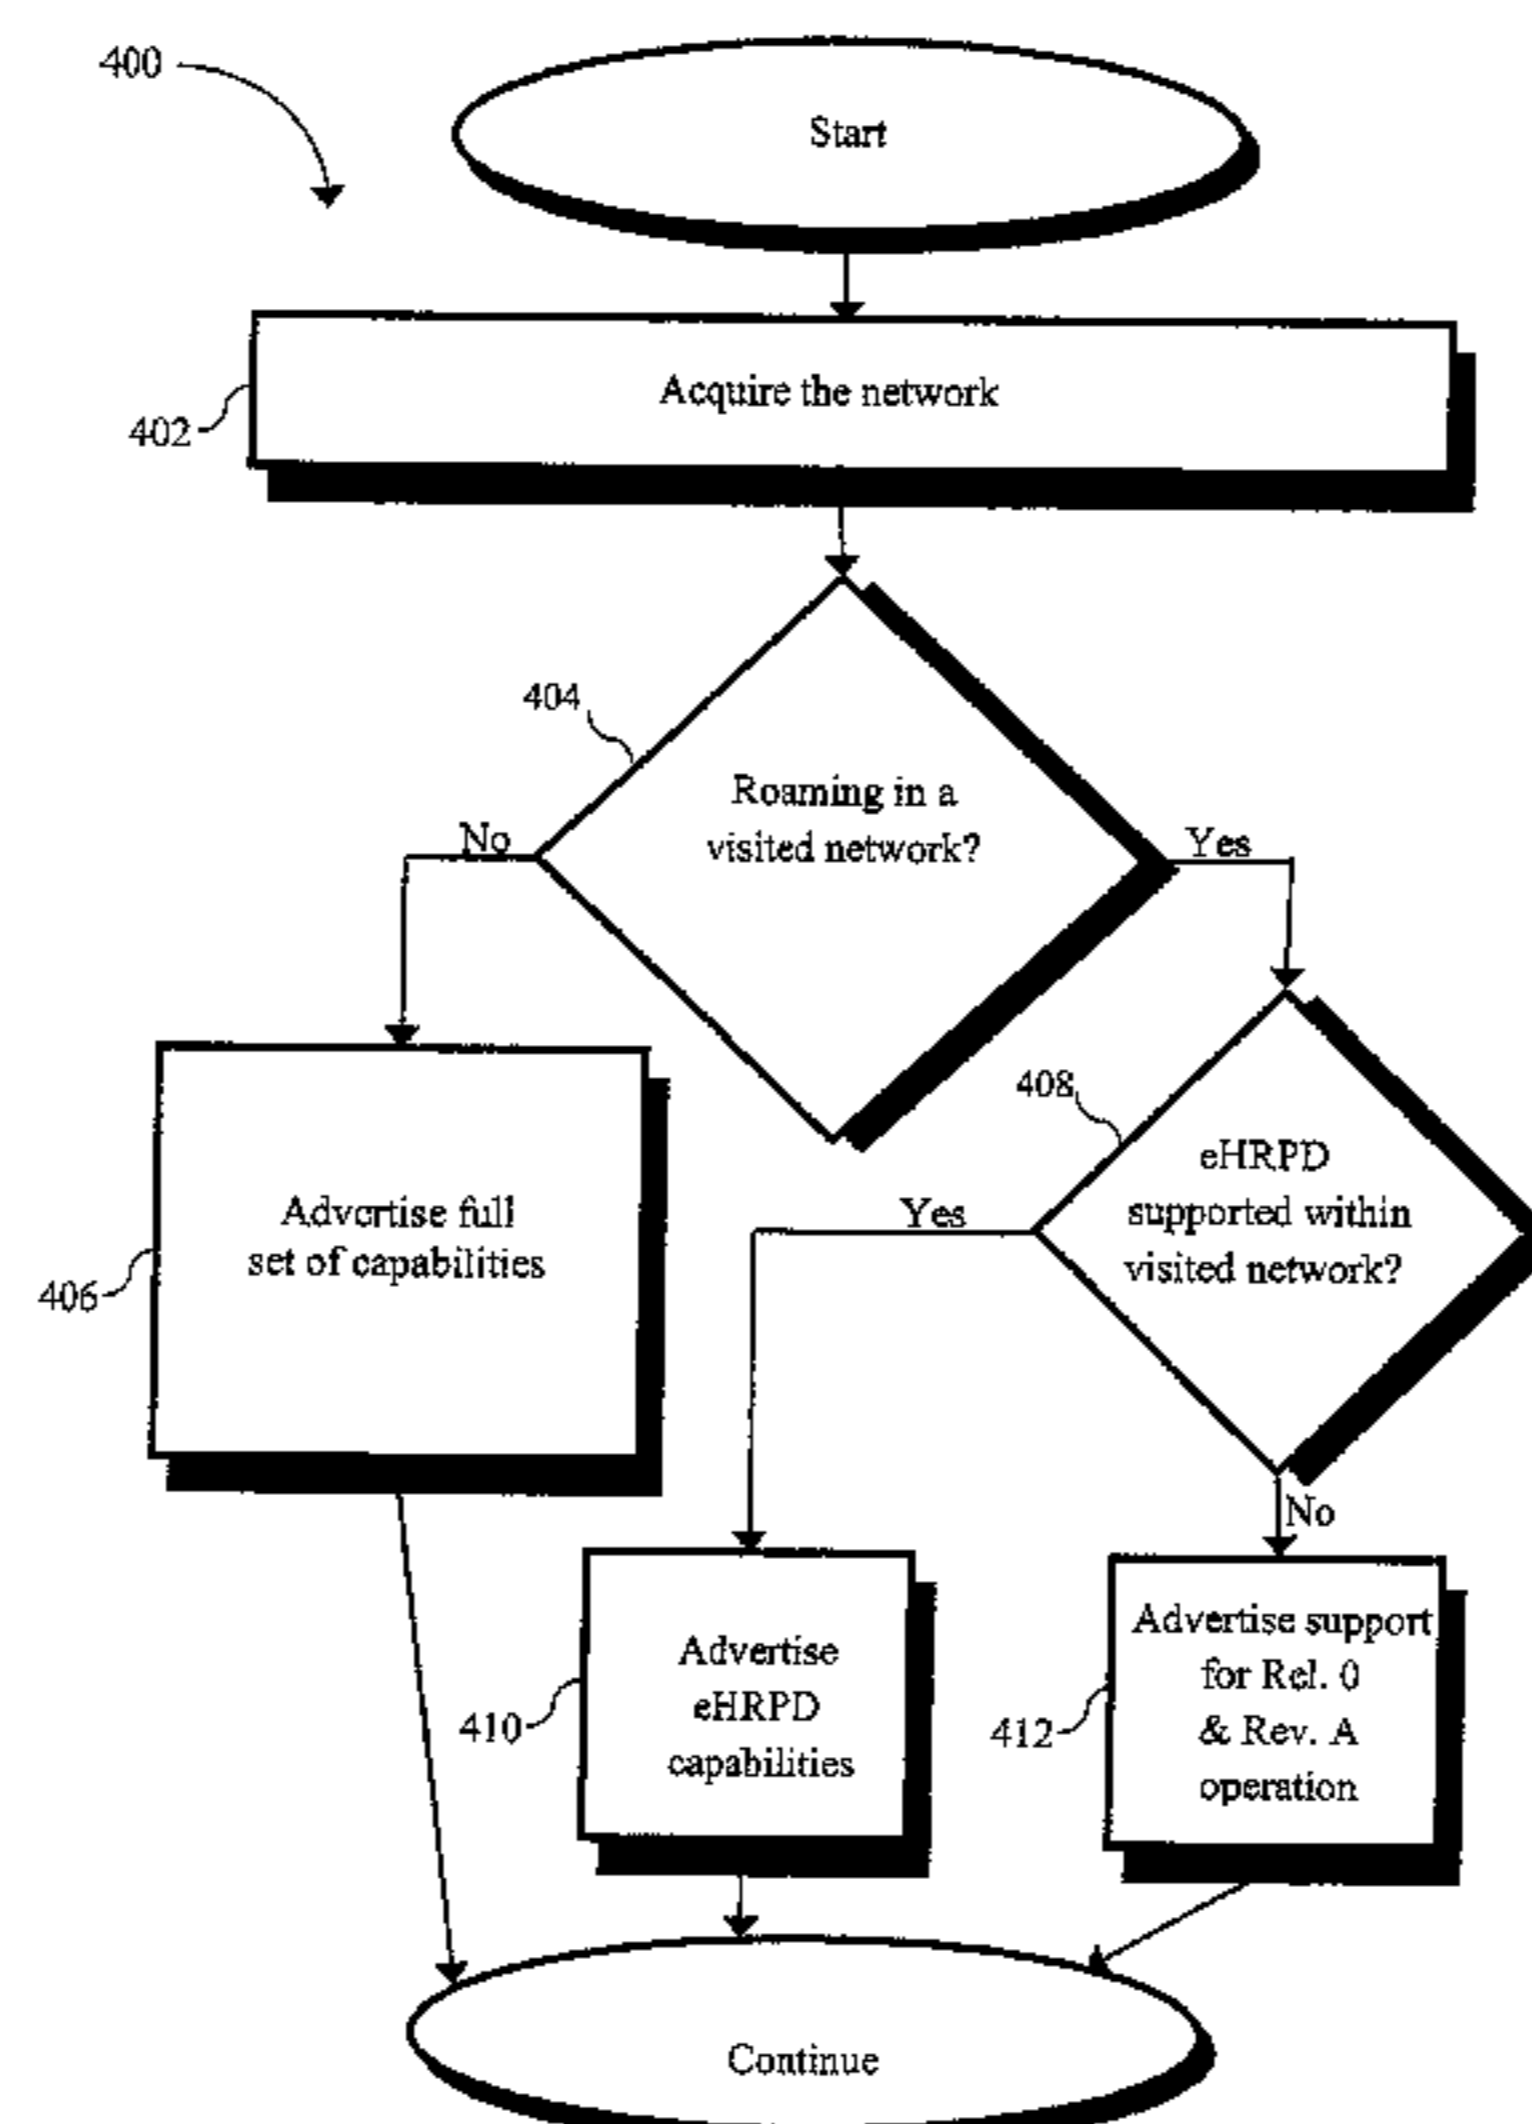 400
Start
Acquire the network
402
404
Roaming in a
visited network?
No
Yes
408
eHRPD
supported within
visited network?
Yes
Advertise full
set of capabilities
406
No
Advertise
eHRPD
capabilities
410
Advertise support
for Rel. 0
& Rev. A
operation
412
Continue